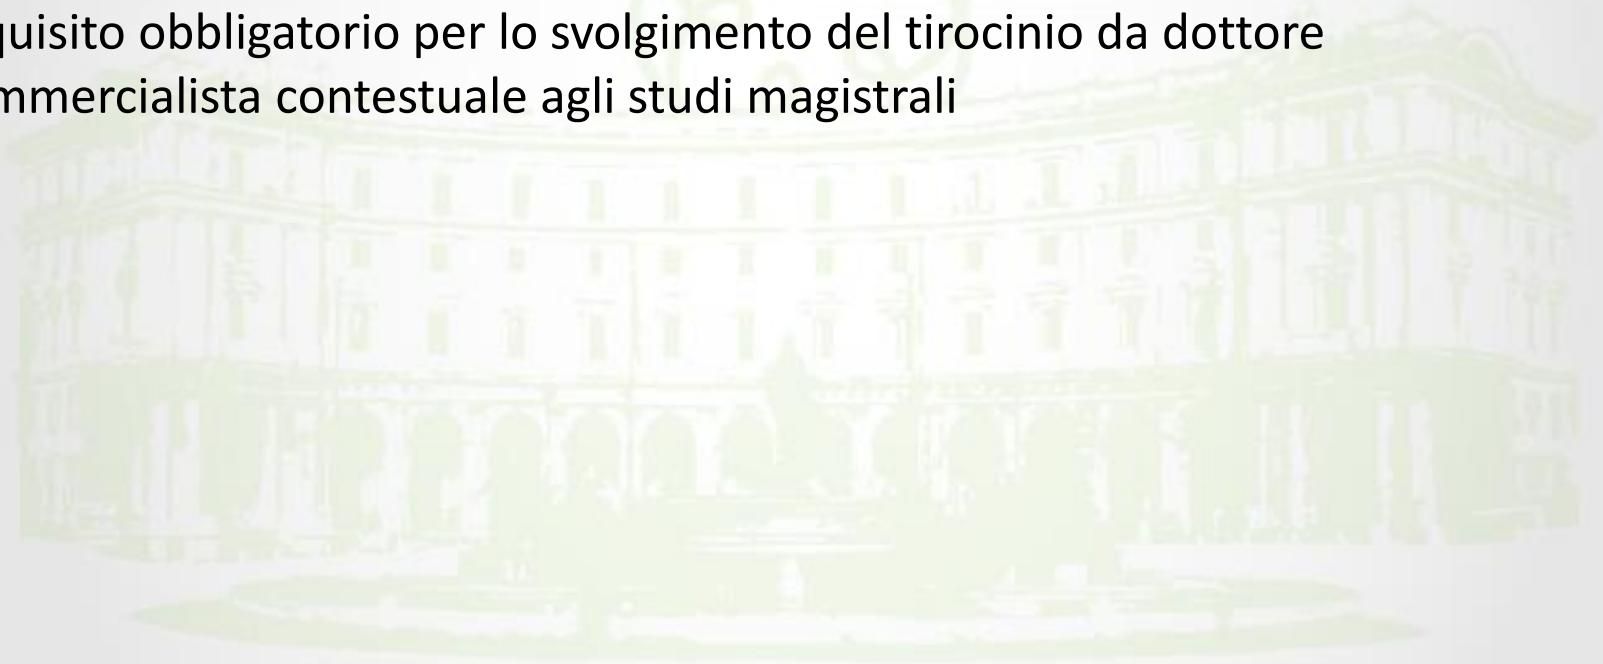 quisito obbligatorio per lo svolgimento del tirocinio da dottore
mmercialista contestuale agli studi magistrali